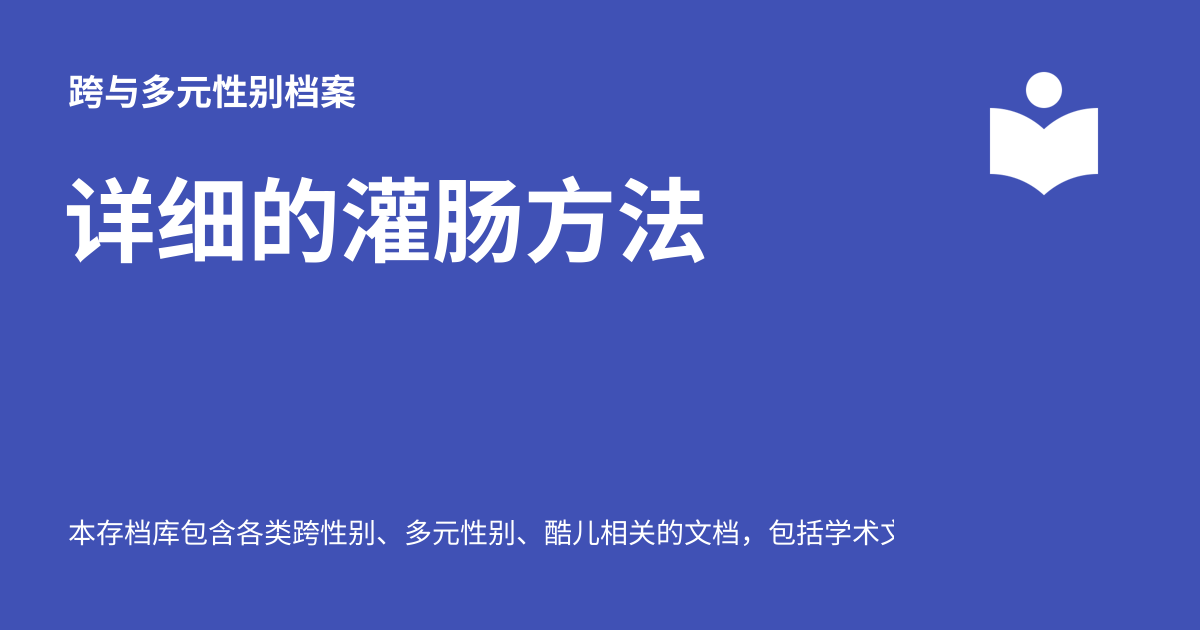 跨与多元性别档案
详细的灌肠方法
本存档库包含各类跨性别、多元性别、酷儿相关的文档，包括学术